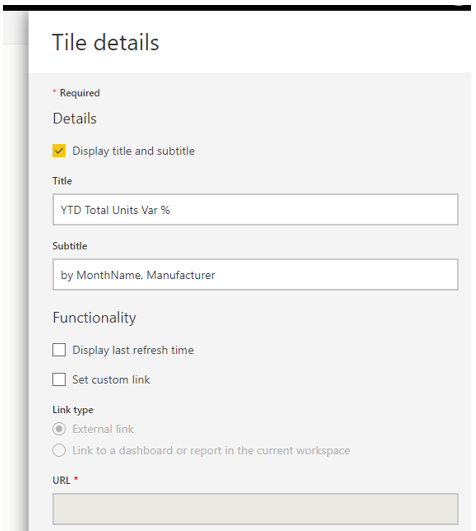 Tile details
* Required
Details
Display title and subtitle
Title
YTD Total Units Var %
Subtitle
by MonthName, Manufacturer
Functionality
Display last refresh time
Set custom link
Link type
External link
Link to a dashboard or report in the current workspace
URL *